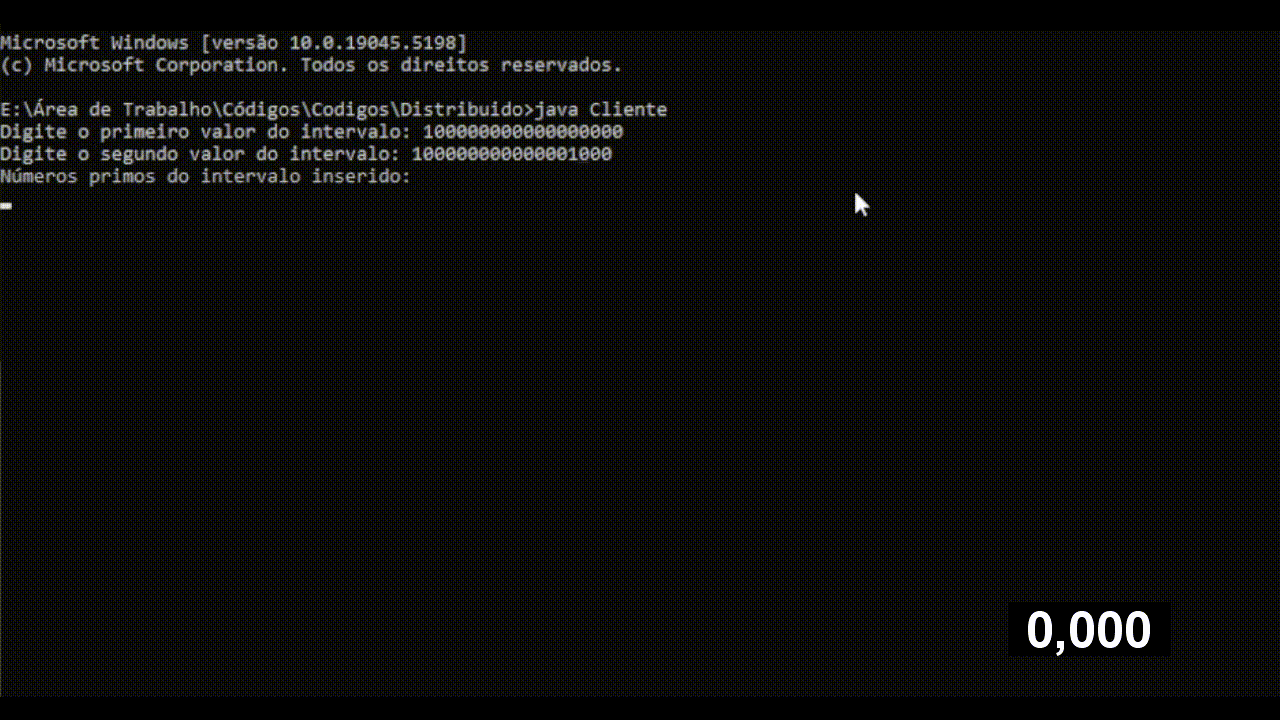 Microsoft Windows [versão 10.0.19045.5198]
(c) Microsoft Corporation. Todos os direitos reservados.
E:\Área de Trabalho\Códigos\Codigos\Distribuido>java Cliente
Digite o primeiro valor do intervalo: 100000000000000000
Digite o segundo valor do intervalo: 100000000000001000
Números primos do intervalo inserido:
0,000